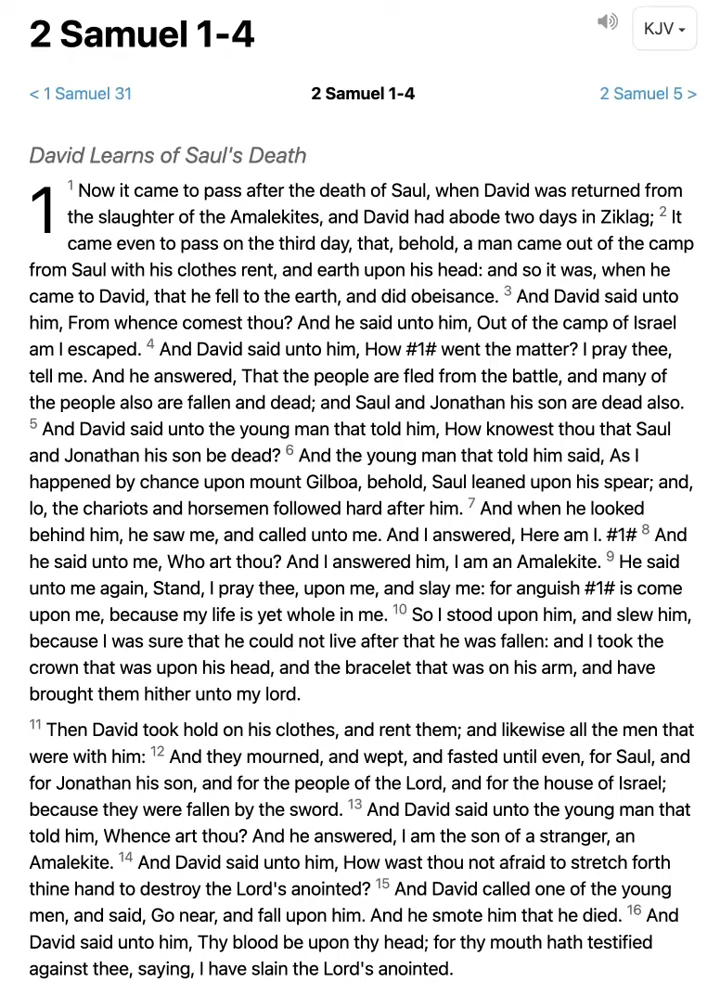 2 Samuel 1-4
KJV
< 1 Samuel 31
2 Samuel 1-4
2 Samuel 5 >
David Learns of Saul's Death
1
1 Now it came to pass after the death of Saul, when David was returned from
the slaughter of the Amalekites, and David had abode two days in Ziklag; 2 It
came even to pass on the third day, that, behold, a man came out of the camp
from Saul with his clothes rent, and earth upon his head: and so it was, when he
came to David, that he fell to the earth, and did obeisance. 3 And David said unto
him, From whence comest thou? And he said unto him, Out of the camp of Israel
am I escaped. 4 And David said unto him, How #1# went the matter? I pray thee,
tell me. And he answered, That the people are fled from the battle, and many of
the people also are fallen and dead; and Saul and Jonathan his son are dead also.
5 And David said unto the young man that told him, How knowest thou that Saul
and Jonathan his son be dead? 6 And the young man that told him said, As I
happened by chance upon mount Gilboa, behold, Saul leaned upon his spear; and,
lo, the chariots and horsemen followed hard after him. 7 And when he looked
behind him, he saw me, and called unto me. And I answered, Here am I. #1# 8 And
he said unto me, Who art thou? And I answered him, I am an Amalekite. 9 He said
unto me again, Stand, I pray thee, upon me, and slay me: for anguish #1# is come
upon me, because my life is yet whole in me. 10 So I stood upon him, and slew him,
because I was sure that he could not live after that he was fallen: and I took the
crown that was upon his head, and the bracelet that was on his arm, and have
brought them hither unto my lord.
11 Then David took hold on his clothes, and rent them; and likewise all the men that
were with him: 12 And they mourned, and wept, and fasted until even, for Saul, and
for Jonathan his son, and for the people of the Lord, and for the house of Israel;
because they were fallen by the sword. 13 And David said unto the young man that
told him, Whence art thou? And he answered, I am the son of a stranger, an
Amalekite. 14 And David said unto him, How wast thou not afraid to stretch forth
thine hand to destroy the Lord's anointed? 15 And David called one of the young
men, and said, Go near, and fall upon him. And he smote him that he died. 16 And
David said unto him, Thy blood be upon thy head; for thy mouth hath testified
against thee, saying, I have slain the Lord's anointed.